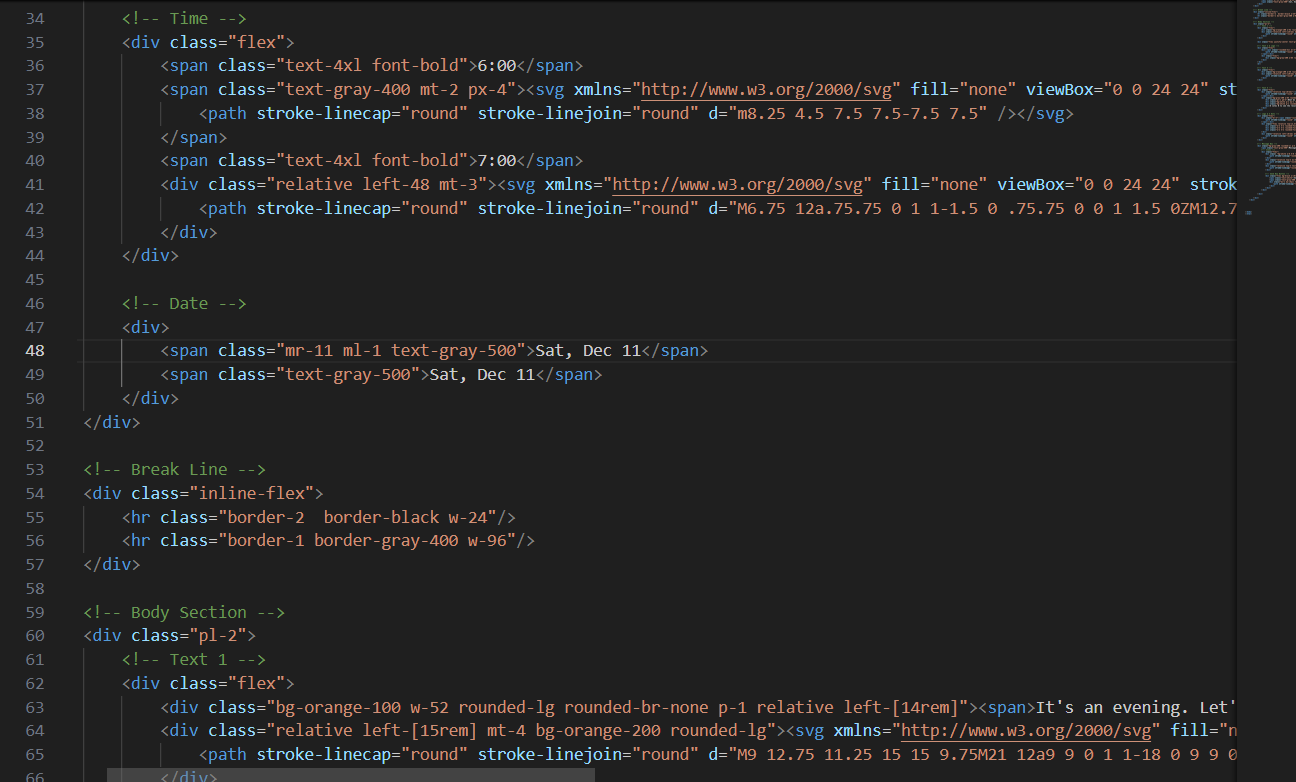 34 <!-- Time -->
35 <div class="flex">
36 <span class="text-4xl font-bold">6:00</span>
37 <span class="text-gray-400 mt-2 px-4"><svg xmlns="http://www.w3.org/2000/svg" fill="none" viewBox="0 0 24 24" st
38 <path stroke-linecap="round" stroke-linejoin="round" d="m8.25 4.5 7.5 7.5-7.5 7.5" /></svg>
39 </span>
40 <span class="text-4xl font-bold">7:00</span>
41 <div class="relative left-48 mt-3"><svg xmlns="http://www.w3.org/2000/svg" fill="none" viewBox="0 0 24 24" strok
42 <path stroke-linecap="round" stroke-linejoin="round" d="M6.75 12a.75.75 0 1 1-1.5 0 .75.75 0 0 1 1.5 0ZM12.7
43 </div>
44 </div>
45
46 <!-- Date -->
47 <div>
48 <span class="mr-11 ml-1 text-gray-500">Sat, Dec 11</span>
49 <span class="text-gray-500">Sat, Dec 11</span>
50 </div>
51 </div>
52
53 <!-- Break Line -->
54 <div class="inline-flex">
55 <hr class="border-2  border-black w-24"/>
56 <hr class="border-1 border-gray-400 w-96"/>
57 </div>
58
59 <!-- Body Section -->
60 <div class="pl-2">
61 <!-- Text 1 -->
62 <div class="flex">
63 <div class="bg-orange-100 w-52 rounded-lg rounded-br-none p-1 relative left-[14rem]"><span>It's an evening. Let'
64 <div class="relative left-[15rem] mt-4 bg-orange-200 rounded-lg"><svg xmlns="http://www.w3.org/2000/svg" fill="n
65 <path stroke-linecap="round" stroke-linejoin="round" d="M9 12.75 11.25 15 15 9.75M21 12a9 9 0 1 1-18 0 9 9 0
66 </div>